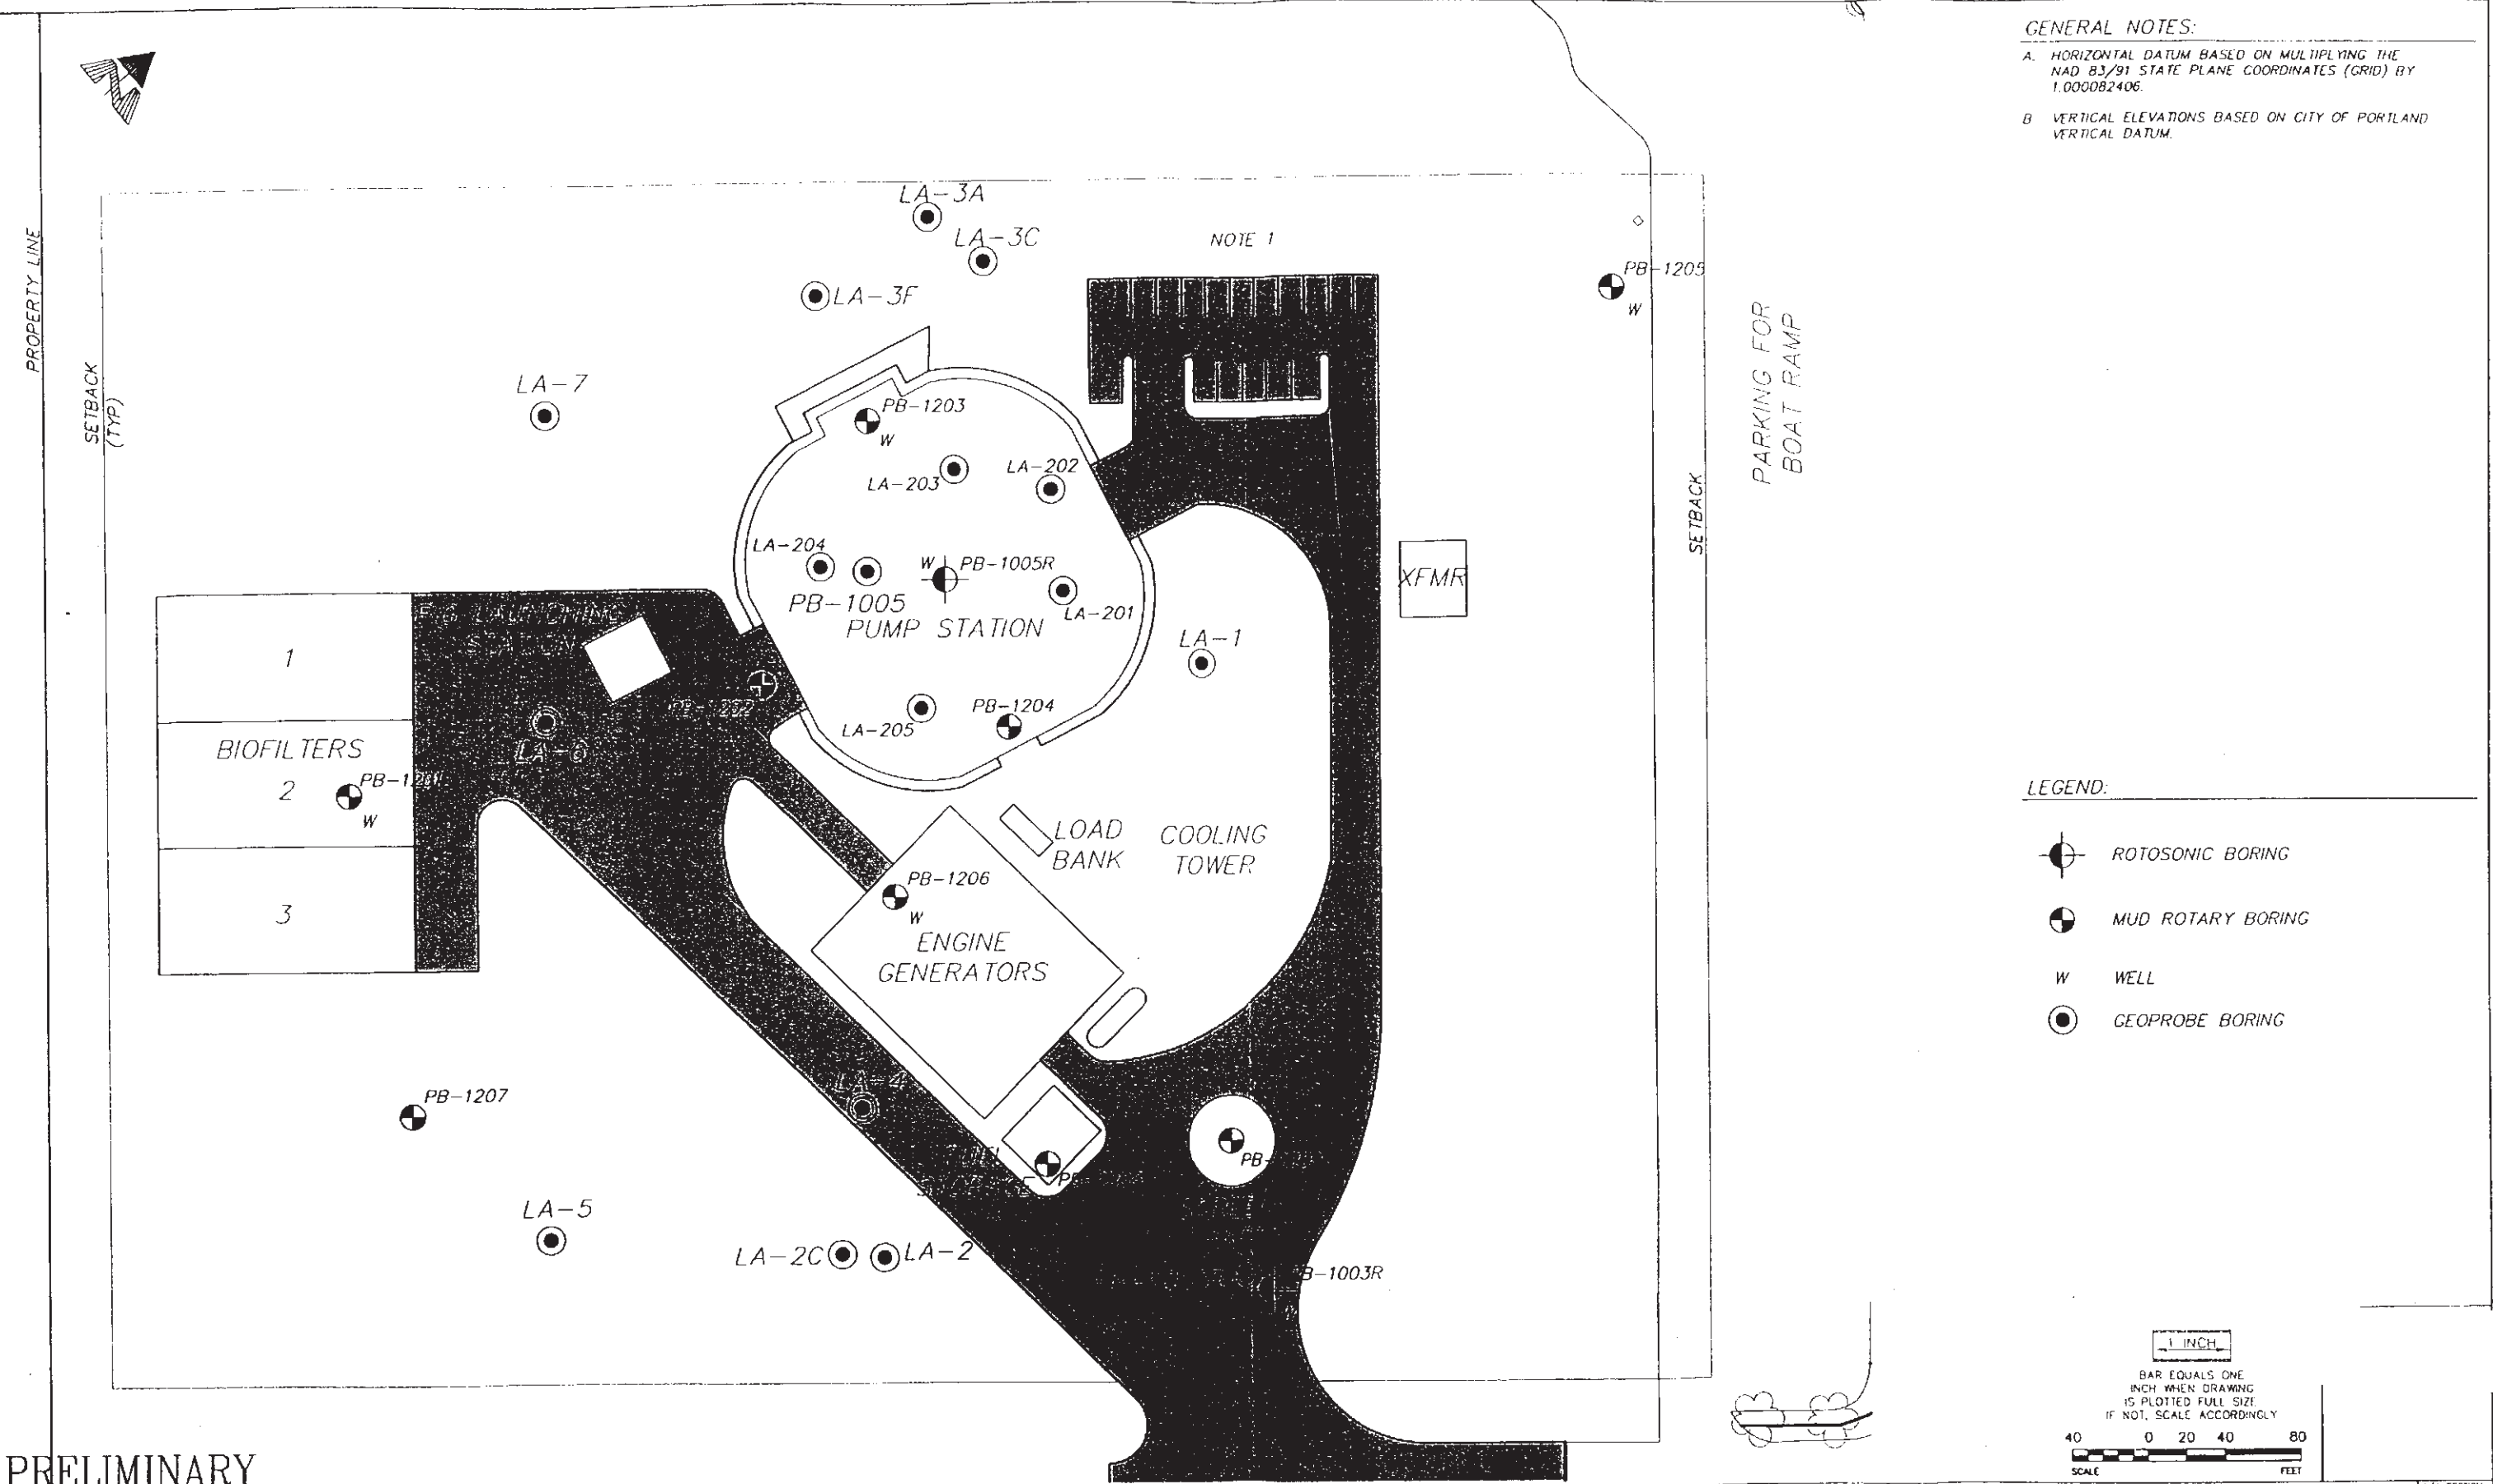 GENERAL NOTES:
A. HORIZONTAL DATUM BASED ON MULTIPLYING THE
NAD 83/91 STATE PLANE COORDINATES (GRID) BY
1.000082406.
B VERTICAL ELEVATIONS BASED ON CITY OF PORTLAND
VERTICAL DATUM.
PROPERTY LINE
SETBACK
(TYP)
LA-3A
LA-3C
LA-3F
NOTE 1
PB-1205
W
PARKING FOR
BOAT RAMP
SETBACK
LA-7
PB-1203
W
LA-203
LA-202
LA-204
W
PB-1005R
PB-1005
LA-201
PUMP STATION
XFMR
LA-1
LAUNCHING
1
PB-1204
LA-205
LA-6
BIOFILTERS
2
W
3
LOAD
BANK
COOLING
TOWER
PB-1206
W
ENGINE
GENERATORS
LA-4
PB-1207
PB-
LA-5
LA-2C
LA-2
B-1003R
LEGEND:
ROTOSONIC BORING
MUD ROTARY BORING
W WELL
GEOPROBE BORING
1 INCH
BAR EQUALS ONE
INCH WHEN DRAWING
IS PLOTTED FULL SIZE
IF NOT, SCALE ACCORDINGLY
40 0 20 40 80
SCALE FEET
PRELIMINARY